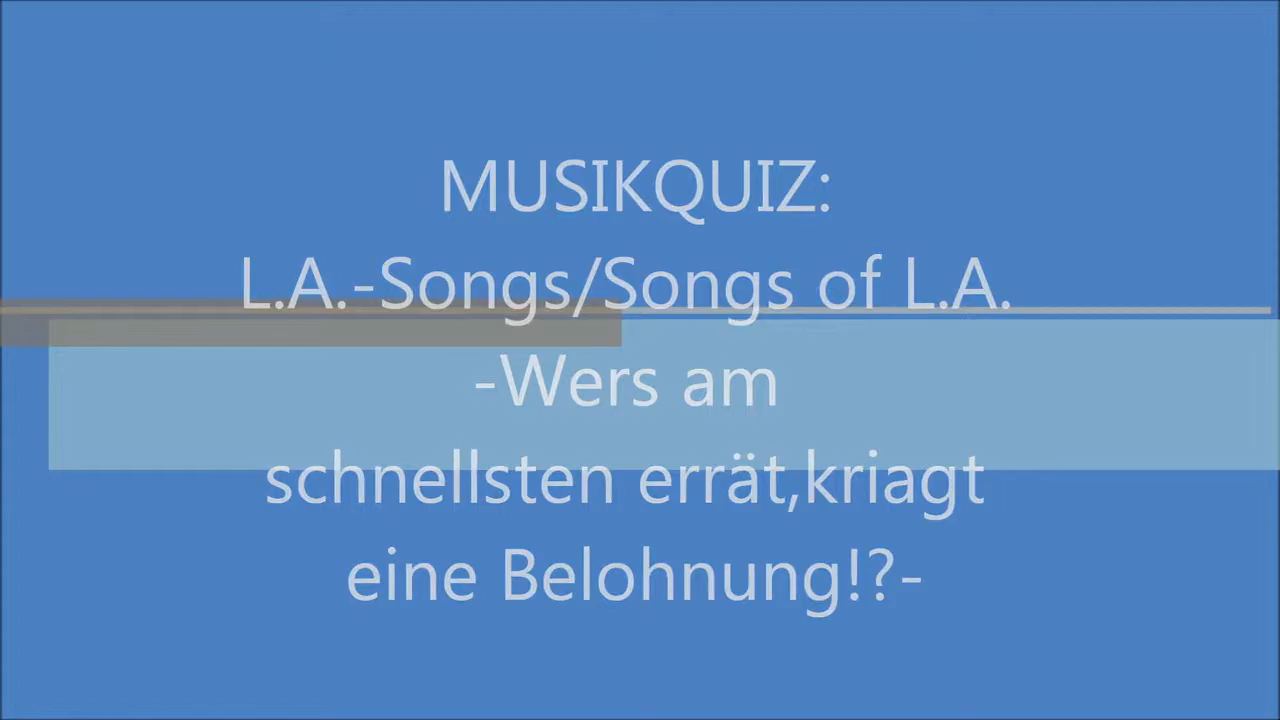 MUSIKQUIZ:
L.A.-Songs/Songs of L.A.
-Wers am
schnellsten errät,kriagt
eine Belohnung!?-